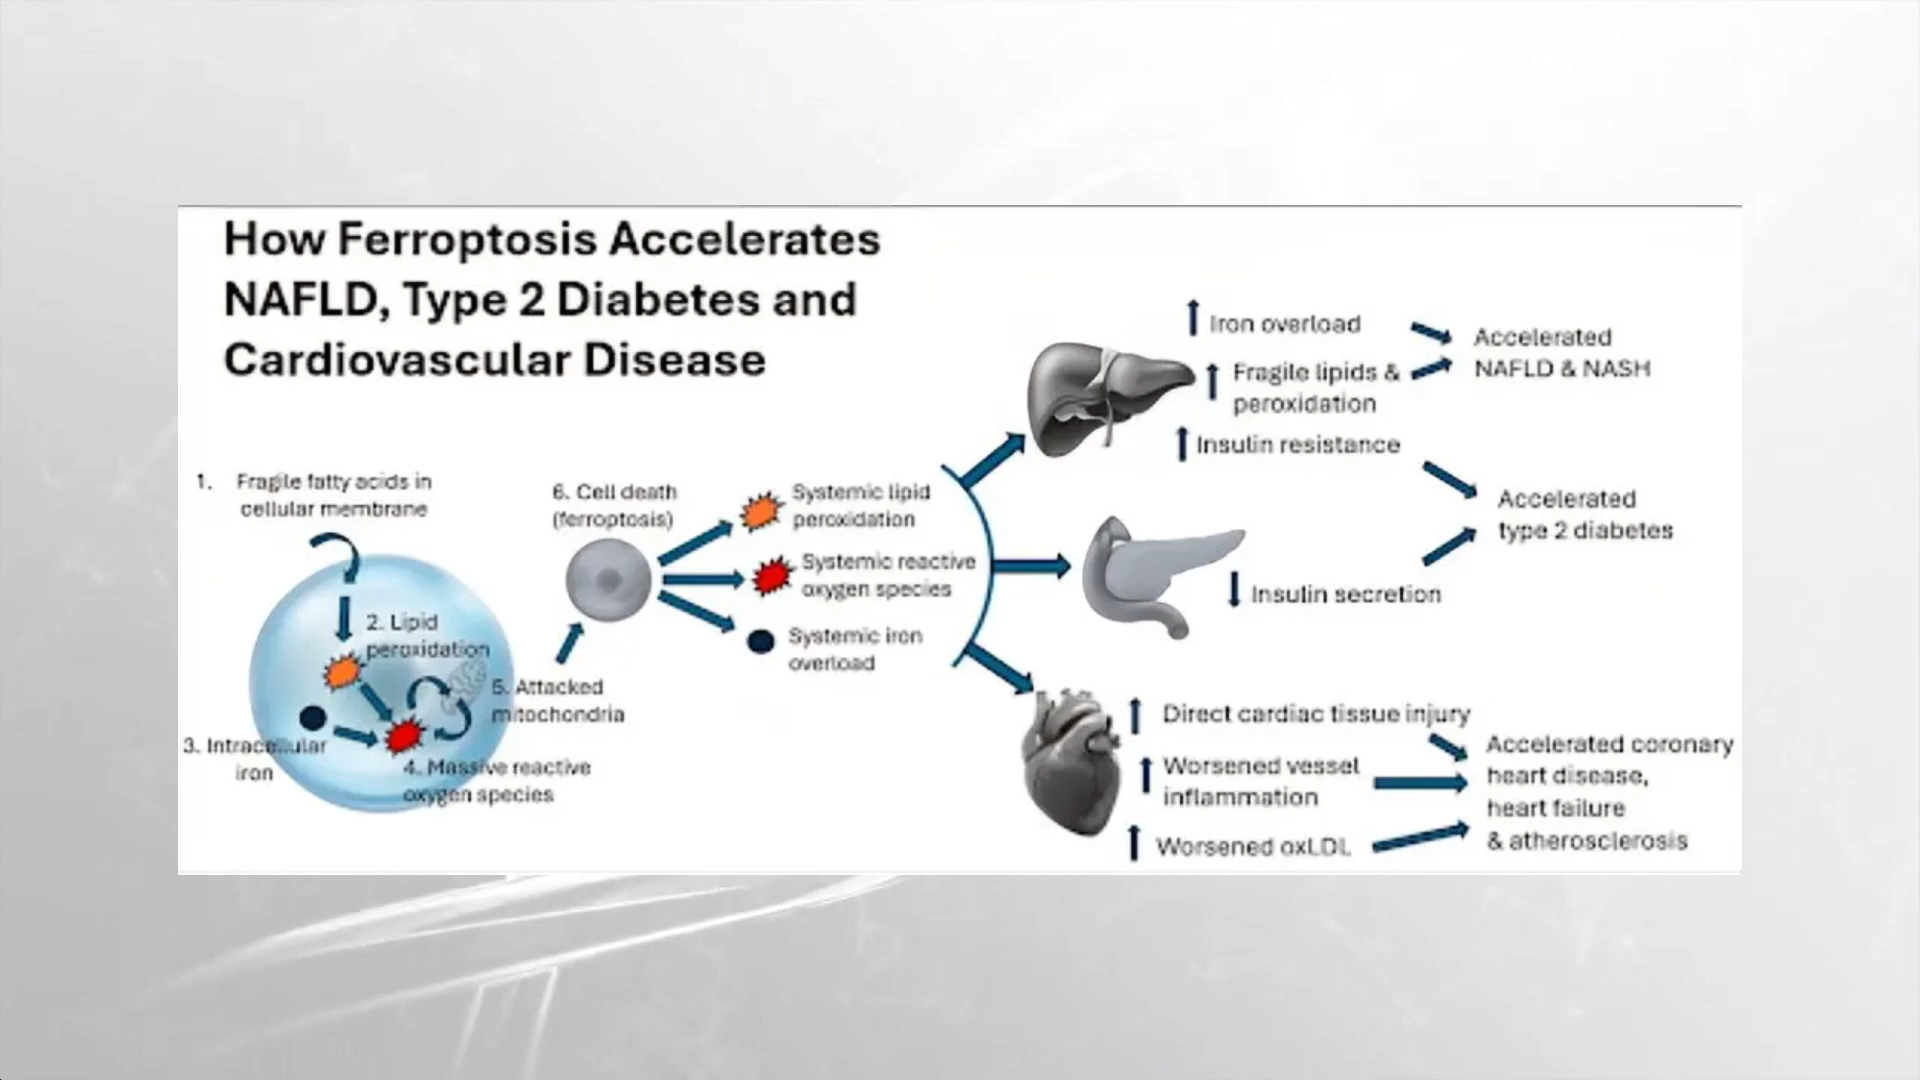 How Ferroptosis Accelerates
NAFLD, Type 2 Diabetes and
Cardiovascular Disease
1. Fragile fatty acids in
cellular membrane
2. Lipid
peroxidation
3. Intracellular
iron
4. Massive reactive
oxygen species
5. Attacked
mitochondria
6. Cell death
(ferroptosis)
Systemic lipid
peroxidation
Systemic reactive
oxygen species
Systemic iron
overload
Iron overload
Fragile lipids &
peroxidation
Insulin resistance
Accelerated
NAFLD & NASH
Insulin secretion
Accelerated
type 2 diabetes
Direct cardiac tissue injury
Worsened vessel
inflammation
Worsened oxLDL
Accelerated coronary
heart disease,
heart failure
& atherosclerosis